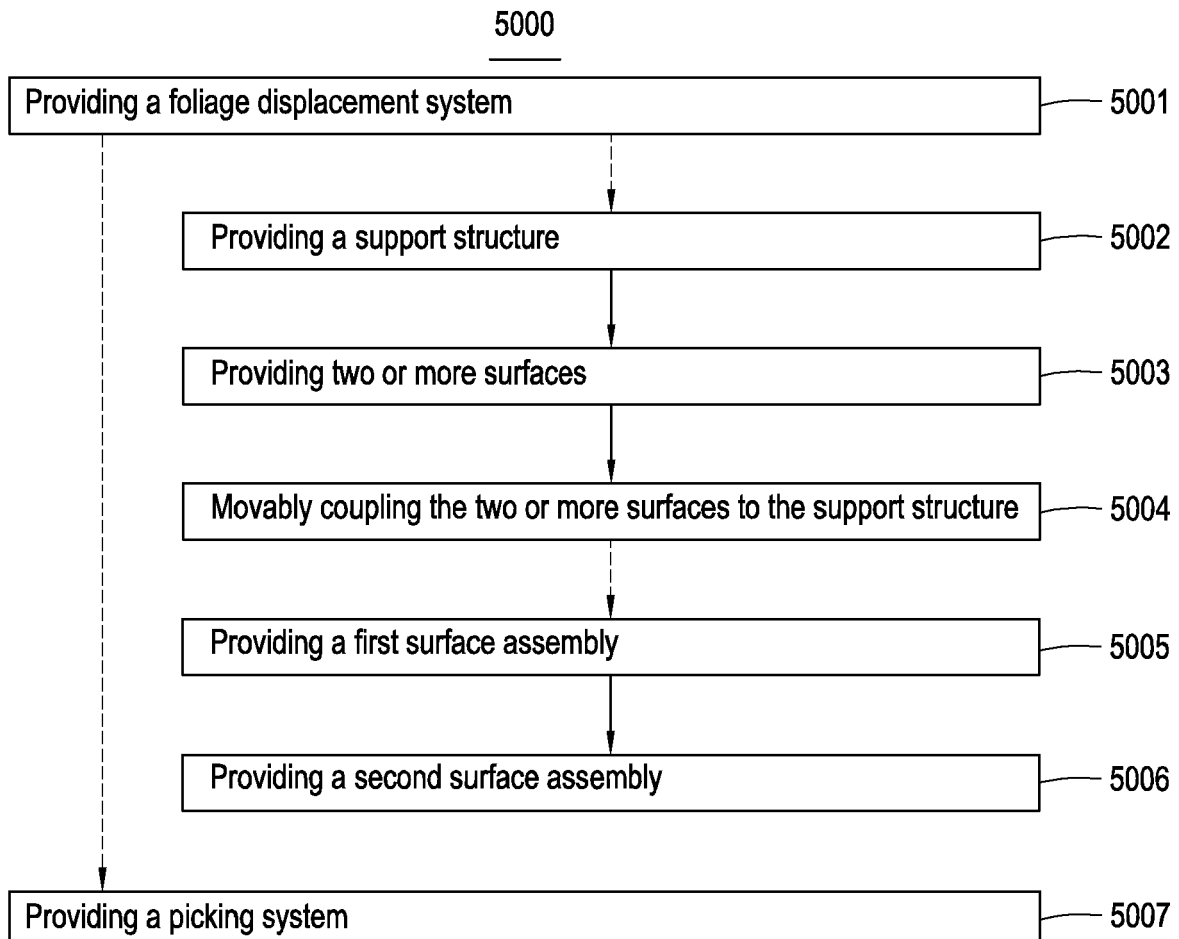 5000
Providing a foliage displacement system
5001
Providing a support structure
5002
Providing two or more surfaces
5003
Movably coupling the two or more surfaces to the support structure
5004
Providing a first surface assembly
5005
Providing a second surface assembly
5006
Providing a picking system
5007